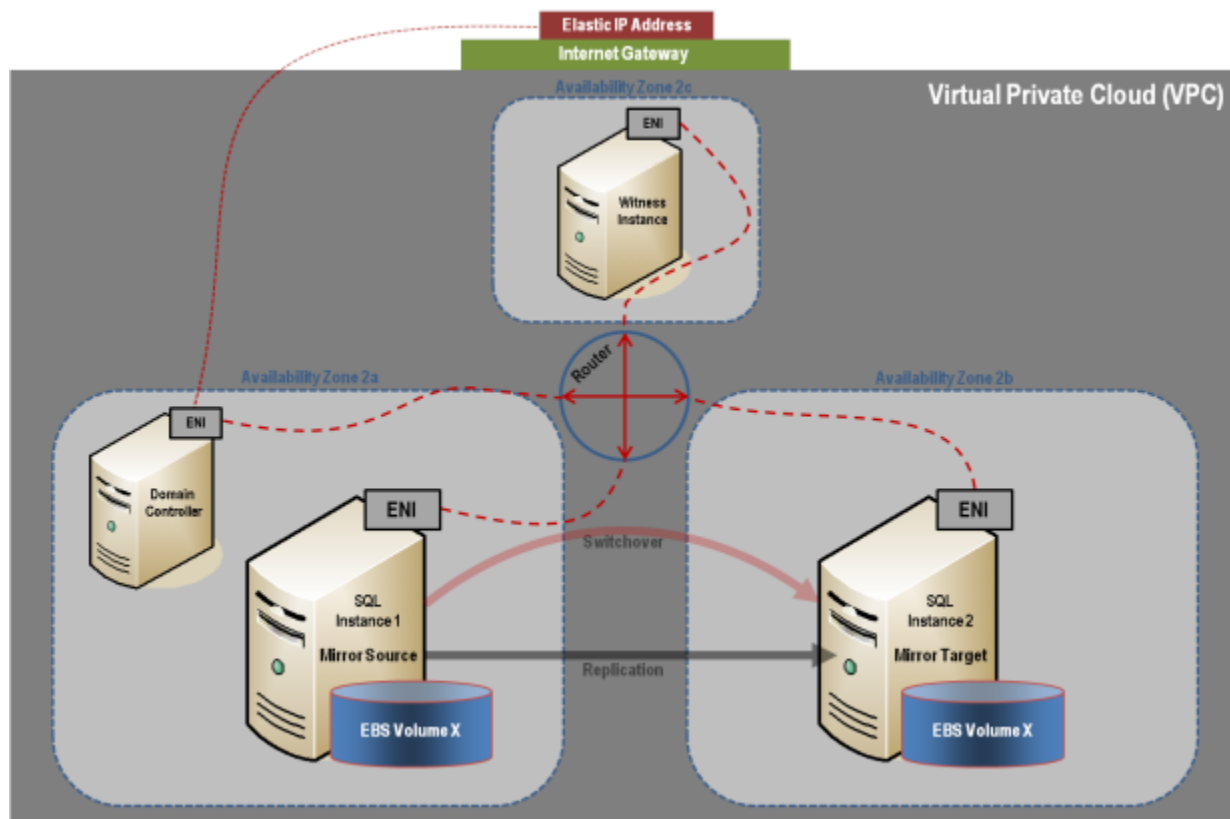 Elastic IP Address
Internet Gateway
Virtual Private Cloud (VPC)
Availability Zone 2c
ENI
Witness
Instance
Router
Availability Zone 2a
Availability Zone 2b
ENI
Domain
Controller
ENI
ENI
Switchover
SQL
Instance 1
Mirror Source
SQL
Instance 2
Mirror Target
Replication
EBS Volume X
EBS Volume X